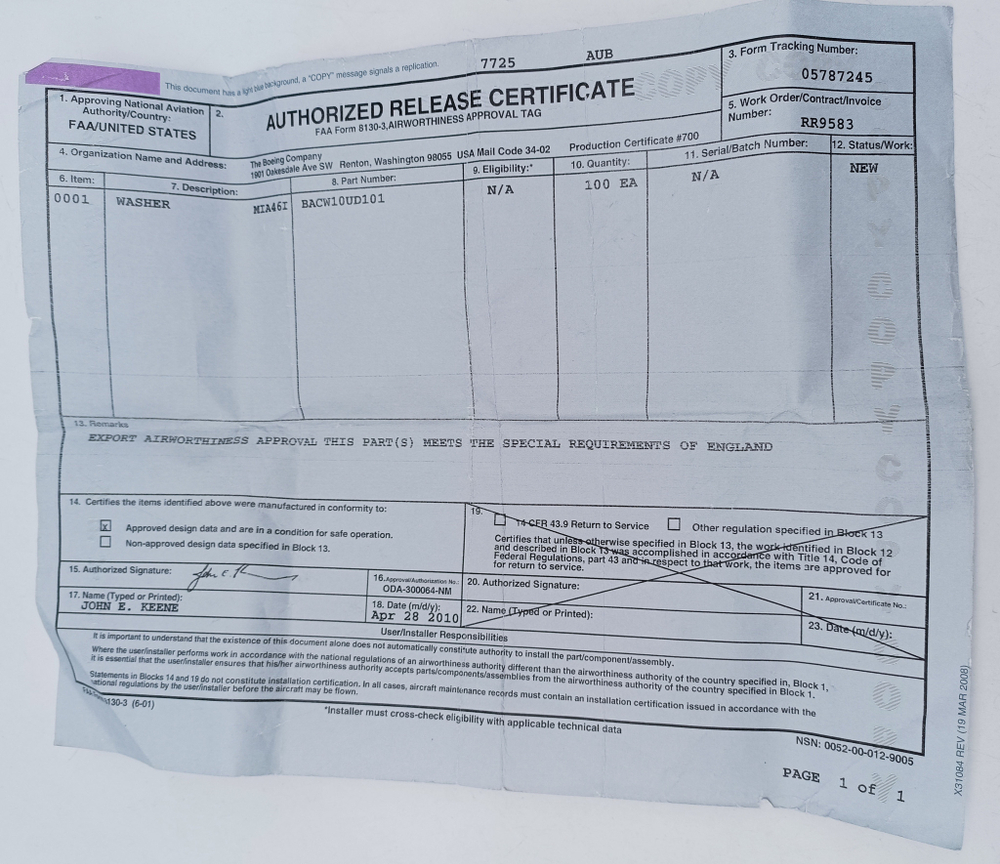 This document has a light blue background, a "COPY" message signals a replication.
7725 AUB
COPY
1. Approving National Aviation Authority/Country:
FAA/UNITED STATES
2.
AUTHORIZED RELEASE CERTIFICATE
FAA Form 8130-3,AIRWORTHINESS APPROVAL TAG
3. Form Tracking Number:
05787245
4. Organization Name and Address:
The Boeing Company
1901 Oakesdale Ave SW Renton, Washington 98055 USA Mail Code 34-02 Production Certificate #700
5. Work Order/Contract/Invoice Number:
RR9583
6. Item: 7. Description: 8. Part Number: 9. Eligibility:* 10. Quantity: 11. Serial/Batch Number: 12. Status/Work:
0001 WASHER MIA46I BACW10UD101 N/A 100 EA N/A NEW
13. Remarks
EXPORT AIRWORTHINESS APPROVAL THIS PART(S) MEETS THE SPECIAL REQUIREMENTS OF ENGLAND
14. Certifies the items identified above were manufactured in conformity to:
x Approved design data and are in a condition for safe operation.
Non-approved design data specified in Block 13.
19. 14 CFR 43.9 Return to Service Other regulation specified in Block 13
Certifies that unless otherwise specified in Block 13, the work identified in Block 12
and described in Block 13 was accomplished in accordance with Title 14, Code of
Federal Regulations, part 43 and in respect to that work, the items are approved for
for return to service.
15. Authorized Signature:
16. Approval/Authorization No.:
ODA-300064-NM
17. Name (Typed or Printed):
JOHN E. KEENE
18. Date (m/d/y):
Apr 28 2010
20. Authorized Signature:
21. Approval/Certificate No.:
22. Name (Typed or Printed):
23. Date (m/d/y):
User/Installer Responsibilities
It is important to understand that the existence of this document alone does not automatically constitute authority to install the part/component/assembly.
Where the user/installer performs work in accordance with the national regulations of an airworthiness authority different than the airworthiness authority of the country specified in, Block 1,
it is essential that the user/installer ensures that his/her airworthiness authority accepts parts/components/assemblies from the airworthiness authority of the country specified in Block 1.
Statements in Blocks 14 and 19 do not constitute installation certification. In all cases, aircraft maintenance records must contain an installation certification issued in accordance with the
national regulations by the user/installer before the aircraft may be flown.
130-3 (6-01)
*Installer must cross-check eligibility with applicable technical data
NSN: 0052-00-012-9005
PAGE 1 of 1
X31084 REV (19 MAR 2008)